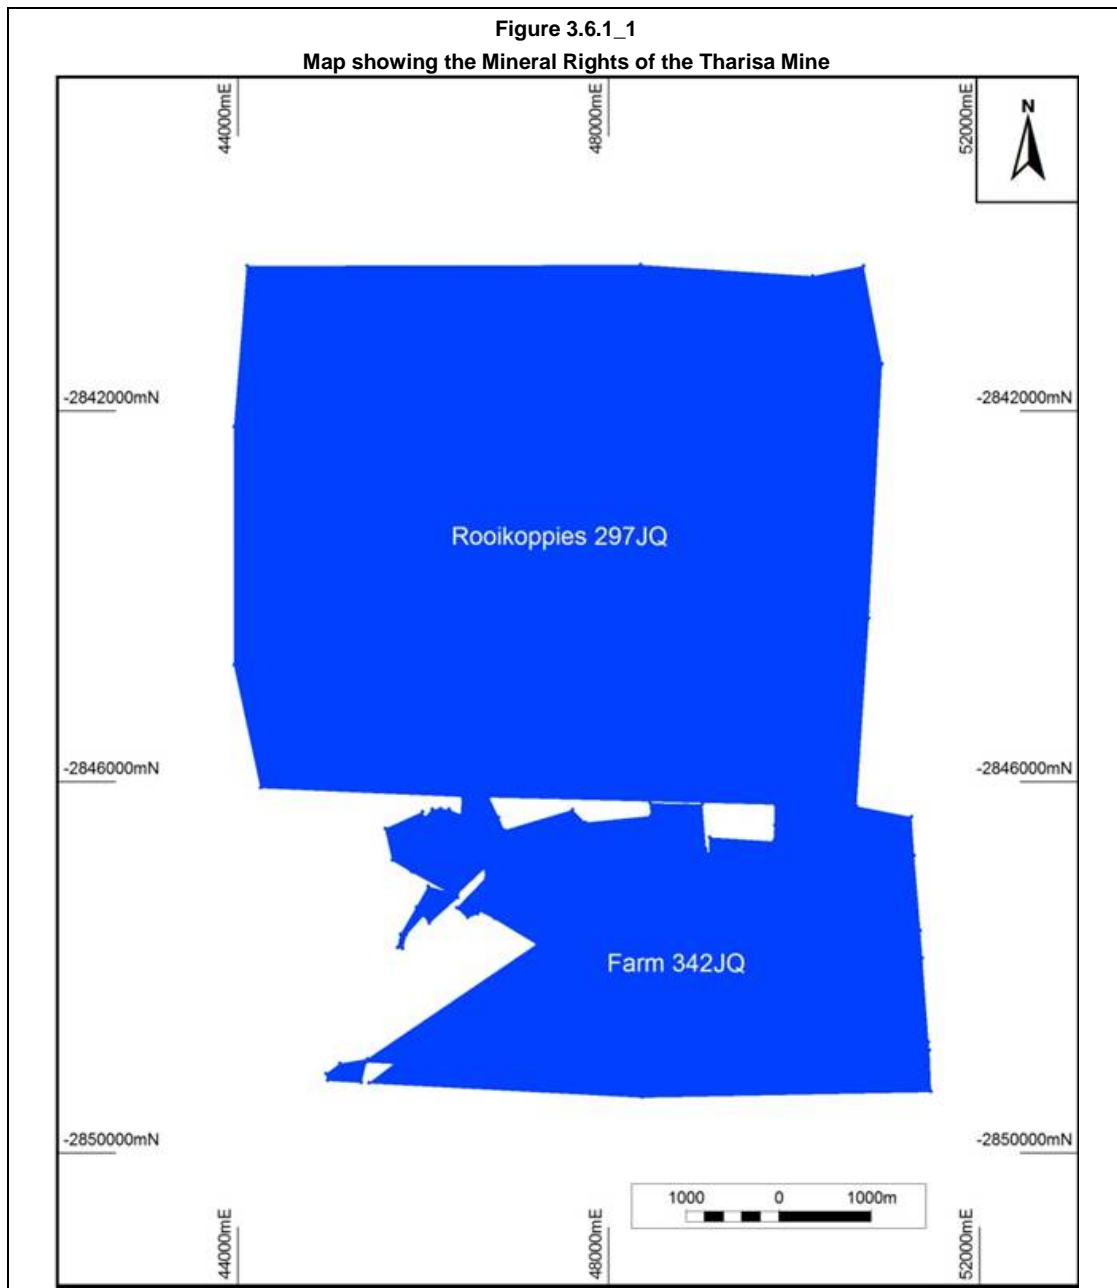 Figure 3.6.1_1
Map showing the Mineral Rights of the Tharisa Mine
44000mE
48000mE
52000mE
N
-2842000mN
-2842000mN
Rooikoppies 297JQ
-2846000mN
-2846000mN
Farm 342JQ
-2850000mN
-2850000mN
1000 0 1000m
44000mE
48000mE
52000mE